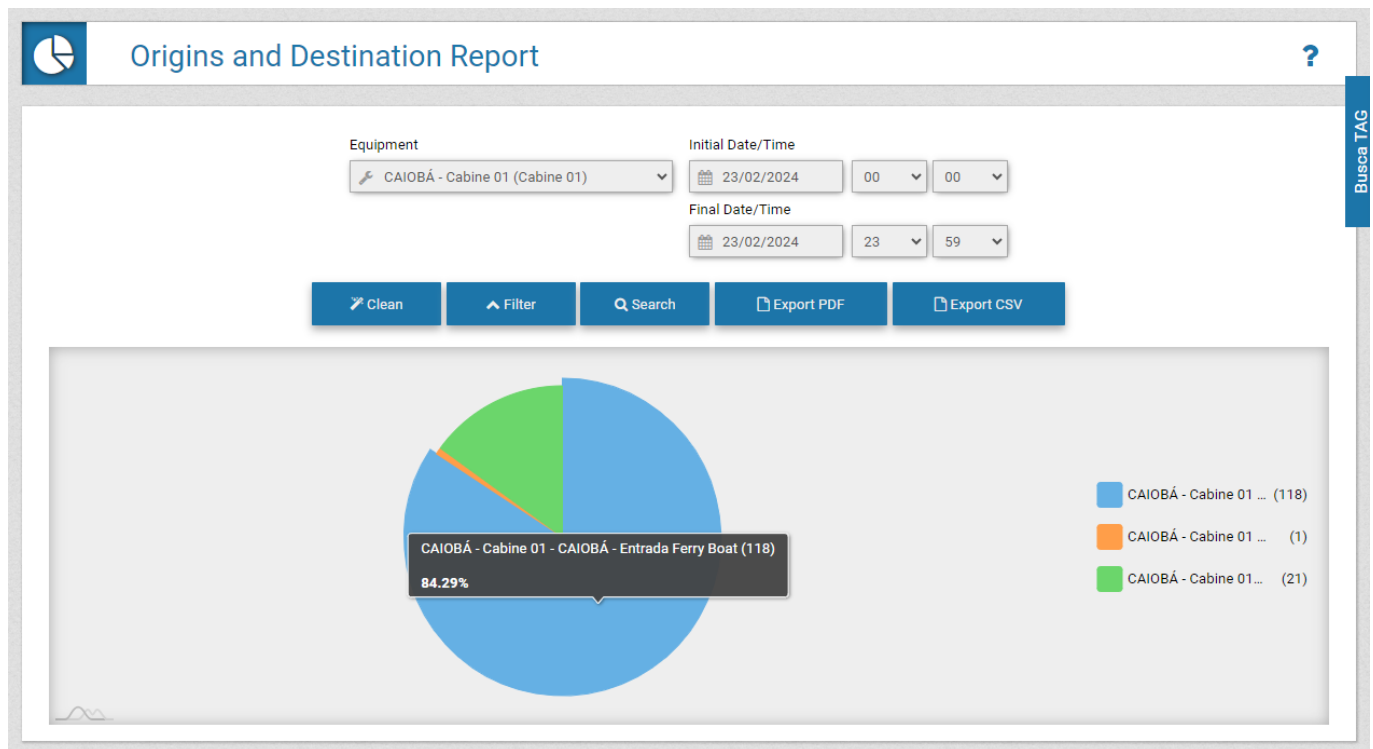 Origins and Destination Report
?
Busca TAG
Equipment
CAIOBÁ - Cabine 01 (Cabine 01)
Initial Date/Time
23/02/2024 00 00
Final Date/Time
23/02/2024 23 59
Clean Filter Search Export PDF Export CSV
CAIOBÁ - Cabine 01 ... (118)
CAIOBÁ - Cabine 01 ... (1)
CAIOBÁ - Cabine 01... (21)
CAIOBÁ - Cabine 01 - CAIOBÁ - Entrada Ferry Boat (118)
84.29%